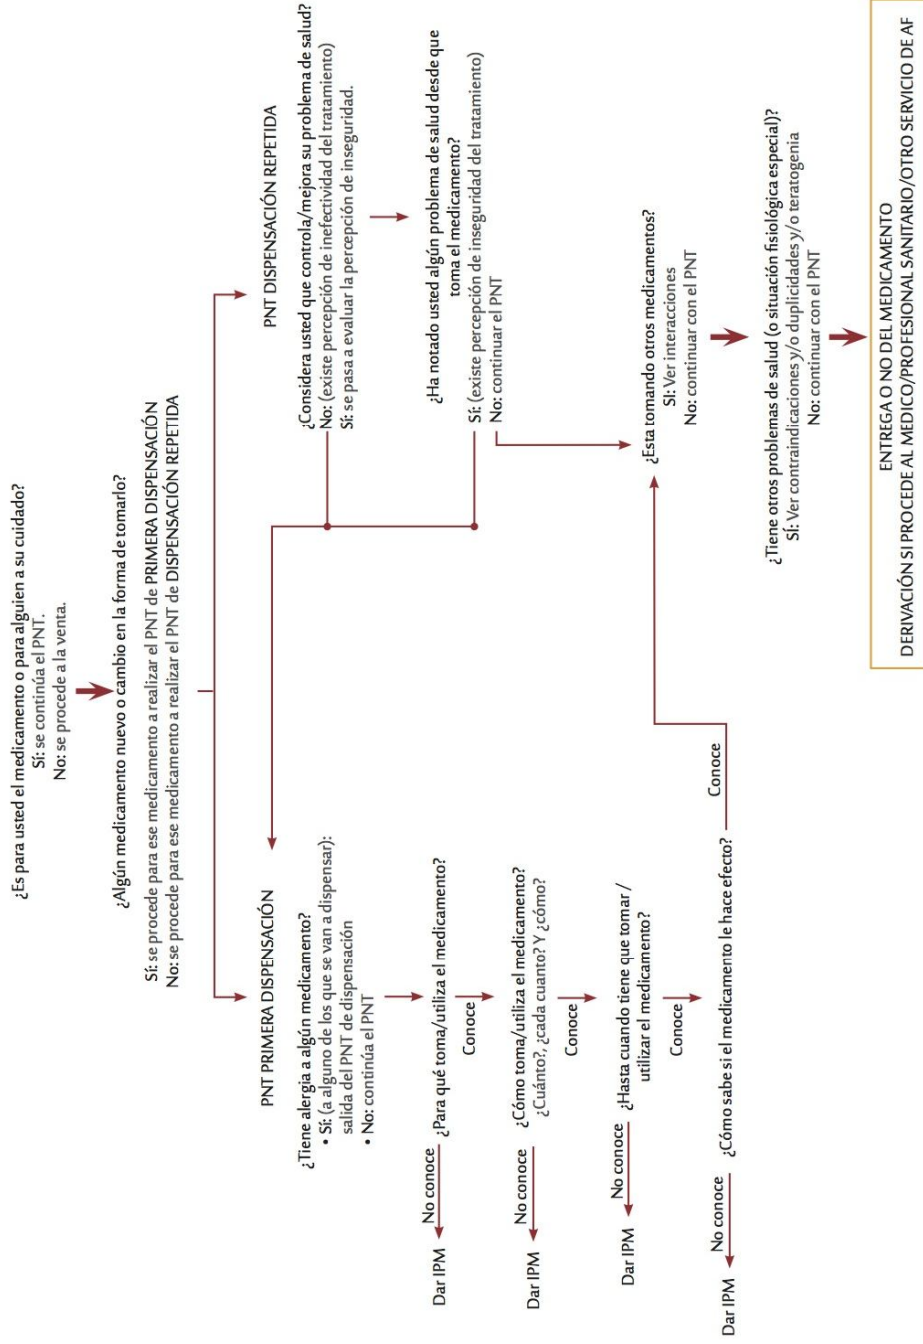 ¿Es para usted el medicamento o para alguien a su cuidado?
Sí: se continúa el PNT.
No: se procede a la venta.
¿Algún medicamento nuevo o cambio en la forma de tomarlo?
Sí: se procede para ese medicamento a realizar el PNT de PRIMERA DISPENSACIÓN
No: se procede para ese medicamento a realizar el PNT de DISPENSACIÓN REPETIDA
PNT PRIMERA DISPENSACIÓN
¿Tiene alergia a algún medicamento?
• Sí: (a alguno de los que se van a dispensar):
salida del PNT de dispensación
• No: continúa el PNT
¿Para qué toma/utiliza el medicamento?
No conoce
Dar IPM
Conoce
¿Cómo toma/utiliza el medicamento?
¿Cuánto?, ¿cada cuanto? Y ¿cómo?
No conoce
Dar IPM
Conoce
¿Hasta cuando tiene que tomar /
utilizar el medicamento?
No conoce
Dar IPM
Conoce
¿Cómo sabe si el medicamento le hace efecto?
No conoce
Dar IPM
Conoce
PNT DISPENSACIÓN REPETIDA
¿Considera usted que controla/mejora su problema de salud?
No: (existe percepción de inefectividad del tratamiento)
Sí: se pasa a evaluar la percepción de inseguridad.
¿Ha notado usted algún problema de salud desde que
toma el medicamento?
Sí: (existe percepción de inseguridad del tratamiento)
No: continuar el PNT
¿Esta tomando otros medicamentos?
Sì: Ver interacciones
No: continuar con el PNT
¿Tiene otros problemas de salud (o situación fisiológica especial)?
SÍ: Ver contraindicaciones y/o duplicidades y/o teratogenia
No: continuar con el PNT
ENTREGA O NO DEL MEDICAMENTO
DERIVACIÓN SI PROCEDE AL MEDICO/PROFESIONAL SANITARIO/OTRO SERVICIO DE AF